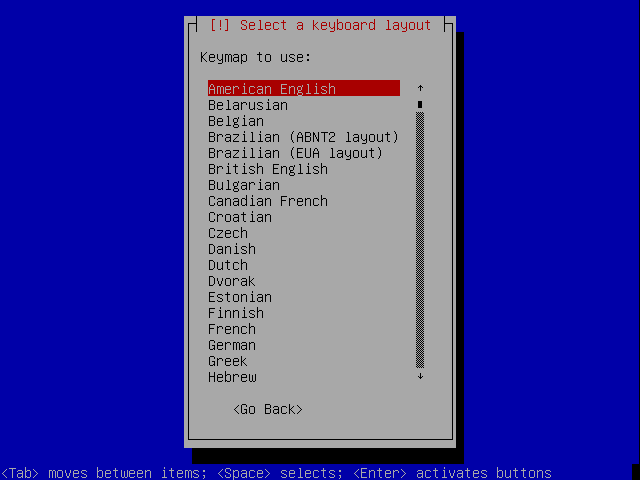 [!] Select a keyboard layout
Keymap to use:
American English
Belarusian
Belgian
Brazilian (ABNT2 layout)
Brazilian (EUA layout)
British English
Bulgarian
Canadian French
Croatian
Czech
Danish
Dutch
Dvorak
Estonian
Finnish
French
German
Greek
Hebrew
<Go Back>
<Tab> moves between items; <Space> selects; <Enter> activates buttons